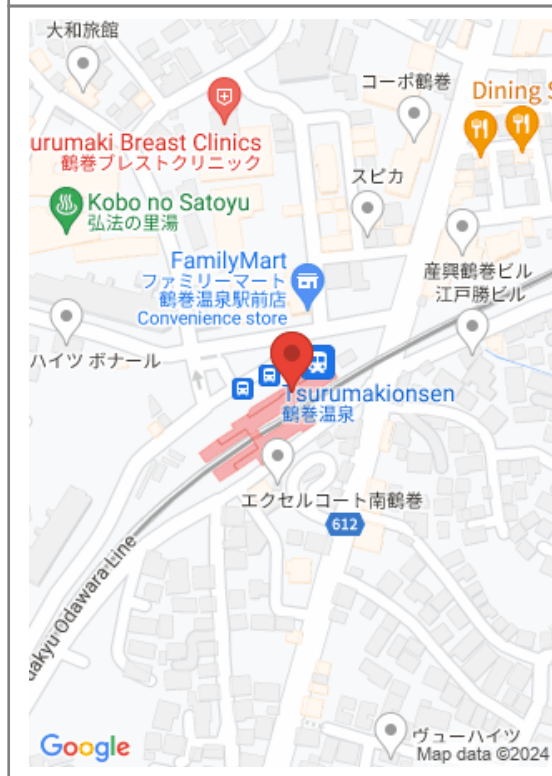 大和旅館
コーポ鶴巻
Dining S
urumaki Breast Clinics
鶴巻ブレストクリニック
スピカ
Kobo no Satoyu
弘法の里湯
FamilyMart
ファミリーマート
鶴巻温泉駅前店
Convenience store
産興鶴巻ビル
江戸勝ビル
ハイツ ボナール
Tsurumakionsen
鶴巻温泉
エクセルコート南鶴巻
612
akyu Odawara Line
ヴューハイツ
Google
Map data ©2024